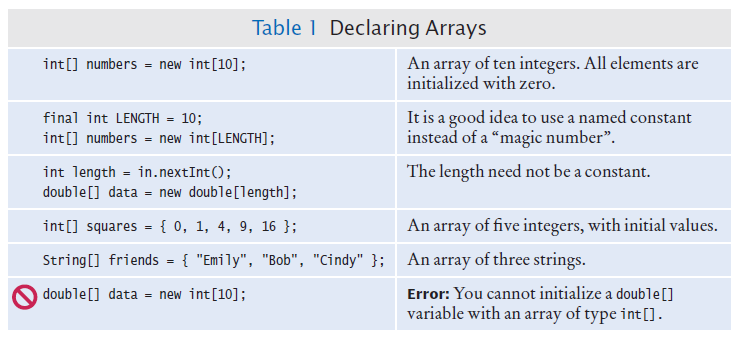 Table 1 Declaring Arrays
int[] numbers = new int[10];
An array of ten integers. All elements are
initialized with zero.
final int LENGTH = 10;
int[] numbers = new int[LENGTH];
It is a good idea to use a named constant
instead of a “magic number”.
int length = in.nextInt();
double[] data = new double[length];
The length need not be a constant.
int[] squares = { 0, 1, 4, 9, 16 };
An array of five integers, with initial values.
String[] friends = { "Emily", "Bob", "Cindy" };
An array of three strings.
double[] data = new int[10];
Error: You cannot initialize a double[]
variable with an array of type int[].